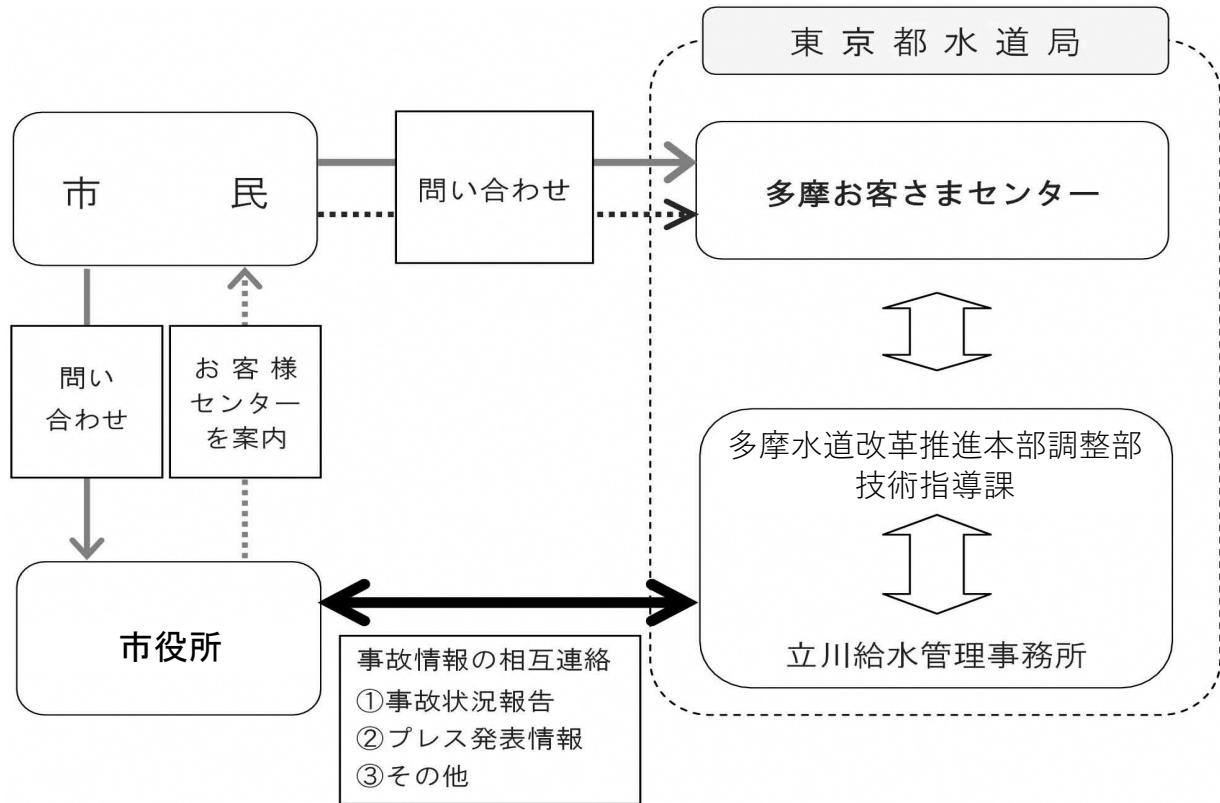 東京都水道局
市民
問い合わせ
多摩お客さまセンター
問い
合わせ
お客様
センター
を案内
多摩水道改革推進本部調整部
技術指導課
立川給水管理事務所
市役所
事故情報の相互連絡
①事故状況報告
②プレス発表情報
③その他